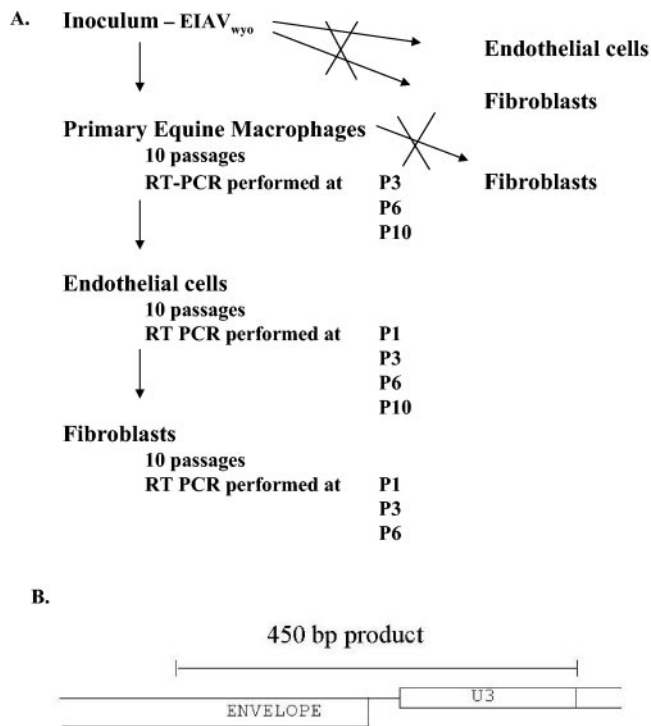 A.
Inoculum – EIAVwyo
Endothelial cells
Fibroblasts
Primary Equine Macrophages
10 passages
RT-PCR performed at P3
Fibroblasts
P6
P10
Endothelial cells
10 passages
RT PCR performed at P1
P3
P6
P10
Fibroblasts
10 passages
RT PCR performed at P1
P3
P6
B.
450 bp product
U3
ENVELOPE